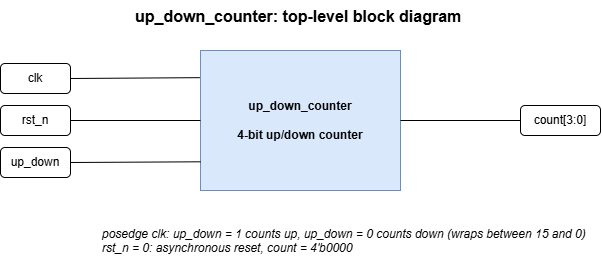 up_down_counter: top-level block diagram
clk
rst_n
up_down
up_down_counter
4-bit up/down counter
count[3:0]
posedge clk: up_down = 1 counts up, up_down = 0 counts down (wraps between 15 and 0)
rst_n = 0: asynchronous reset, count = 4'b0000